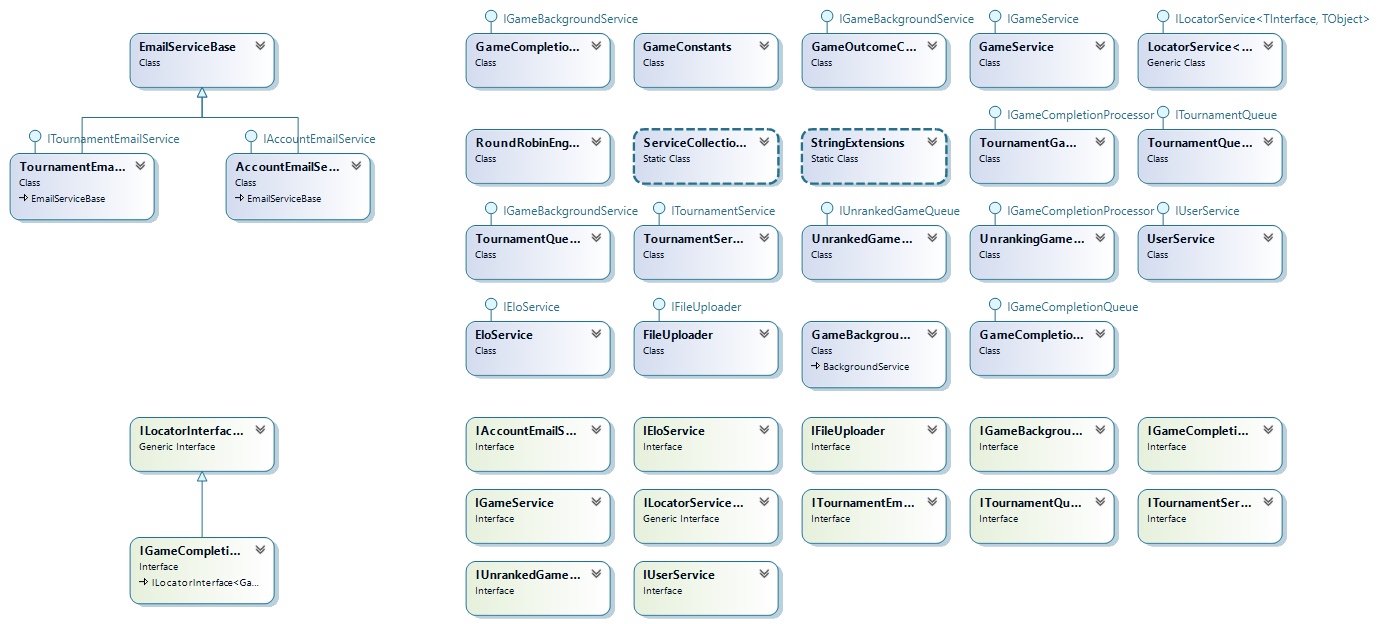 EmailServiceBase
Class
ITournamentEmailService
TournamentEma...
Class
EmailServiceBase
IAccountEmailService
AccountEmailSe...
Class
EmailServiceBase
IGameBackgroundService
GameCompletio...
Class
GameConstants
Class
IGameBackgroundService
GameOutcomeC...
Class
IGameService
GameService
Class
ILocatorService<TInterface, TObject>
LocatorService<...
Generic Class
RoundRobinEng...
Class
ServiceCollectio...
Static Class
StringExtensions
Static Class
IGameCompletionProcessor
TournamentGa...
Class
ITournamentQueue
TournamentQue...
Class
IGameBackgroundService
TournamentQue...
Class
ITournamentService
TournamentSer...
Class
IUnrankedGameQueue
UnrankedGame...
Class
IGameCompletionProcessor
UnrankingGame...
Class
IUserService
UserService
Class
IEloService
EloService
Class
IFileUploader
FileUploader
Class
GameBackgrou...
Class
BackgroundService
IGameCompletionQueue
GameCompletio...
Class
ILocatorInterfac...
Generic Interface
IGameCompleti...
Interface
ILocatorInterface<Ga...
IAccountEmailS...
Interface
IEloService
Interface
IFileUploader
Interface
IGameBackgrou...
Interface
IGameCompleti...
Interface
IGameService
Interface
ILocatorService...
Generic Interface
ITournamentEm...
Interface
ITournamentQu...
Interface
ITournamentSer...
Interface
IUnrankedGame...
Interface
IUserService
Interface